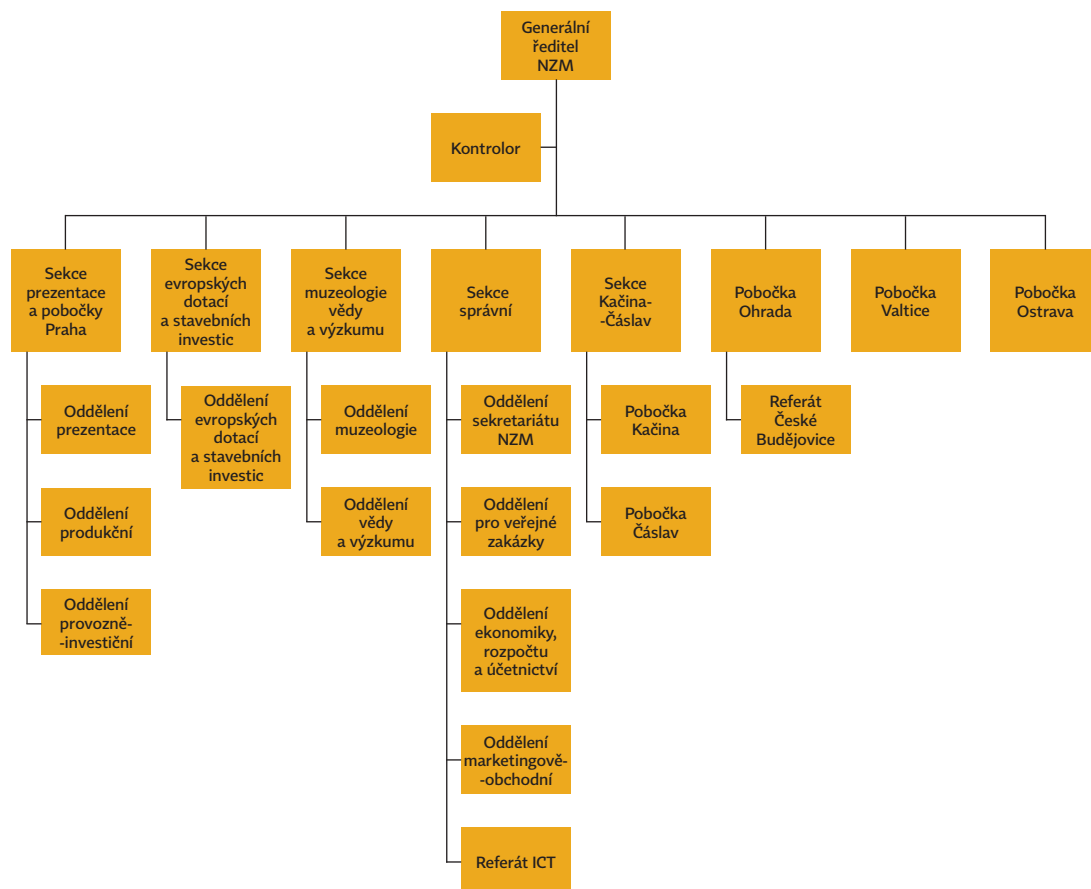 Generální
ředitel
NZM
Kontrolor
Sekce
prezentace
a pobočky
Praha
Sekce
evropských
dotací
a stavebních
investic
Sekce
muzeologie
vědy
a výzkumu
Sekce
správní
Sekce
Kačina-
-Čáslav
Pobočka
Ohrada
Pobočka
Valtice
Pobočka
Ostrava
Oddělení
prezentace
Oddělení
evropských
dotací
a stavebních
investic
Oddělení
muzeologie
Oddělení
sekretariátu
NZM
Pobočka
Kačina
Referát
České
Budějovice
Oddělení
produkční
Oddělení
vědy
a výzkumu
Oddělení
pro veřejné
zakázky
Pobočka
Čáslav
Oddělení
provozně-
-investiční
Oddělení
ekonomiky,
rozpočtu
a účetnictví
Oddělení
marketingově-
-obchodní
Referát ICT